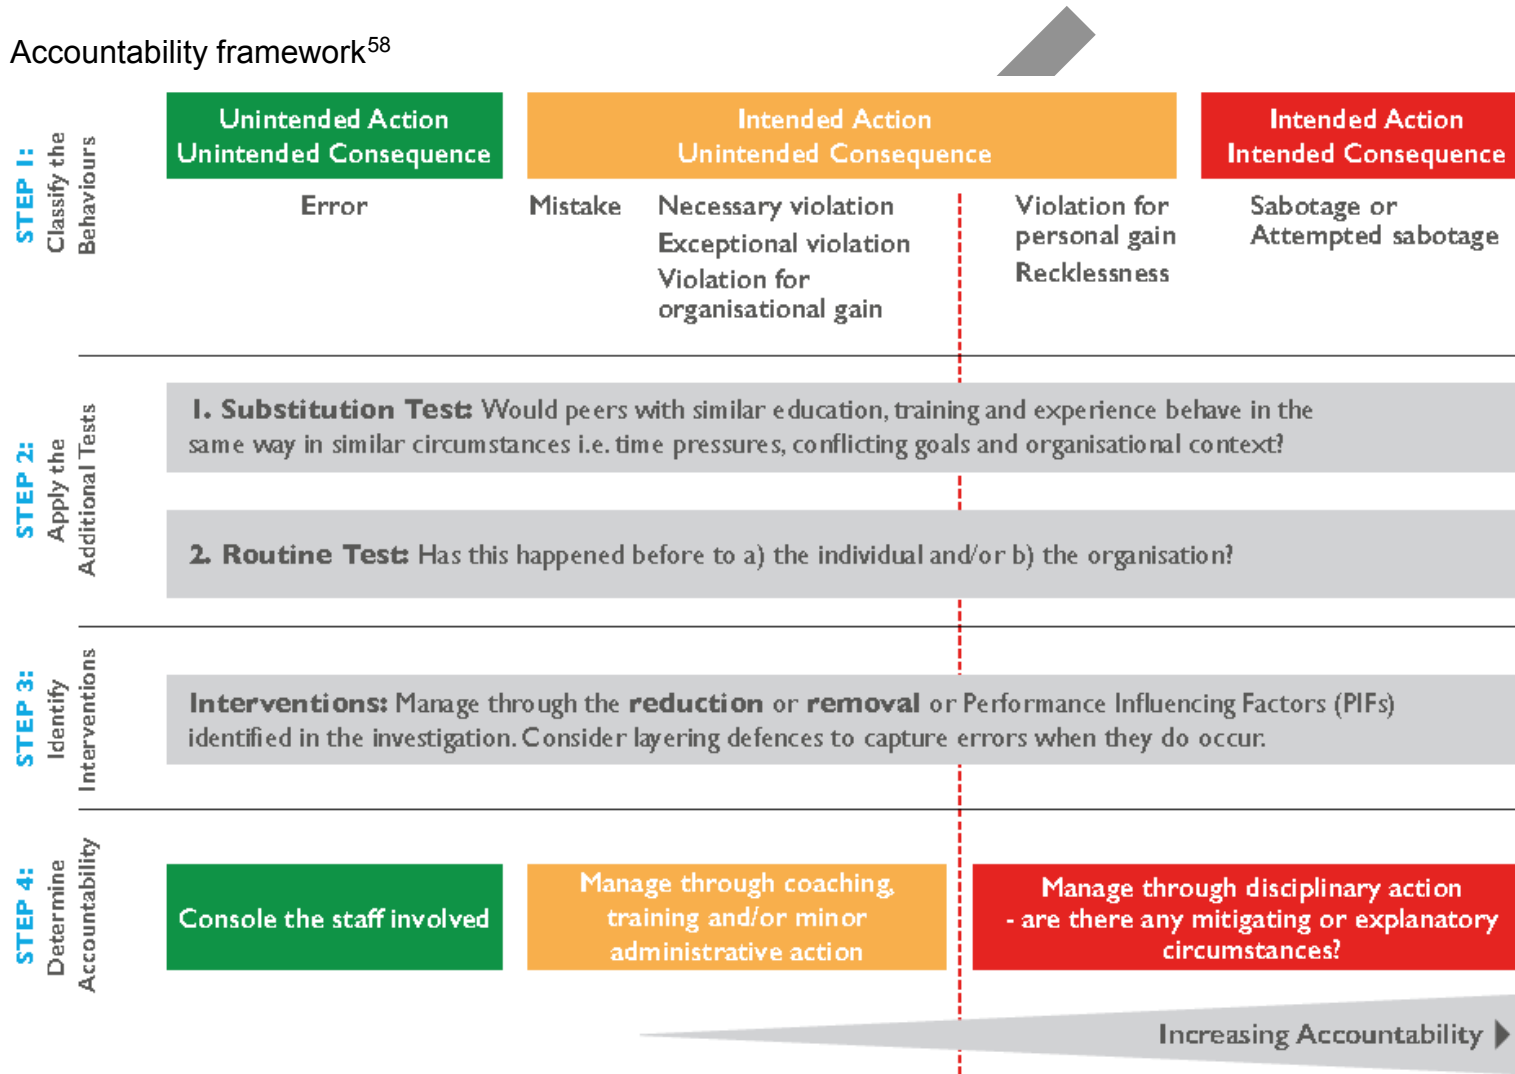 Accountability framework58
STEP 1:
Classify the
Behaviours
Unintended Action
Unintended Consequence
Intended Action
Unintended Consequence
Intended Action
Intended Consequence
Error
Mistake
Necessary violation
Exceptional violation
Violation for
organisational gain
Violation for
personal gain
Recklessness
Sabotage or
Attempted sabotage
STEP 2:
Apply the
Additional Tests
1. Substitution Test: Would peers with similar education, training and experience behave in the
same way in similar circumstances i.e. time pressures, conflicting goals and organisational context?
2. Routine Test: Has this happened before to a) the individual and/or b) the organisation?
STEP 3:
Identify
Interventions
Interventions: Manage through the reduction or removal or Performance Influencing Factors (PIFs)
identified in the investigation. Consider layering defences to capture errors when they do occur.
STEP 4:
Determine
Accountability
Console the staff involved
Manage through coaching,
training and/or minor
administrative action
Manage through disciplinary action
- are there any mitigating or explanatory
circumstances?
Increasing Accountability